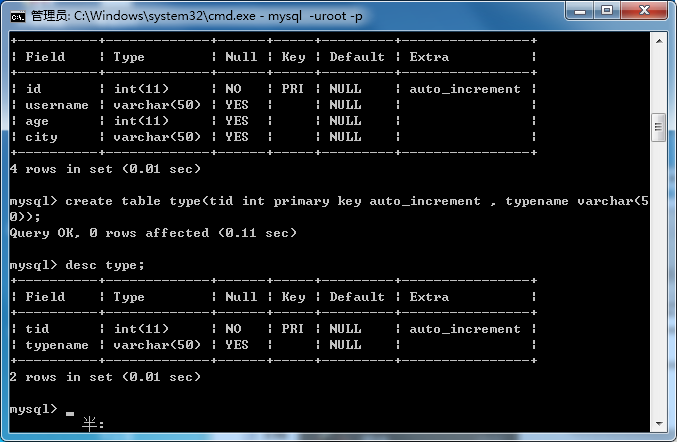 管理员: C:\Windows\system32\cmd.exe - mysql  -uroot -p
+----------+-------------+------+-----+---------+----------------+
| Field    | Type        | Null | Key | Default | Extra          |
+----------+-------------+------+-----+---------+----------------+
| id       | int(11)     | NO   | PRI | NULL    | auto_increment |
| username | varchar(50) | YES  |     | NULL    |                |
| age      | int(11)     | YES  |     | NULL    |                |
| city     | varchar(50) | YES  |     | NULL    |                |
+----------+-------------+------+-----+---------+----------------+
4 rows in set (0.01 sec)
mysql> create table type(tid int primary key auto_increment , typename varchar(5
0));
Query OK, 0 rows affected (0.11 sec)
mysql> desc type;
+----------+-------------+------+-----+---------+----------------+
| Field    | Type        | Null | Key | Default | Extra          |
+----------+-------------+------+-----+---------+----------------+
| tid      | int(11)     | NO   | PRI | NULL    | auto_increment |
| typename | varchar(50) | YES  |     | NULL    |                |
+----------+-------------+------+-----+---------+----------------+
2 rows in set (0.01 sec)
mysql> _
半: